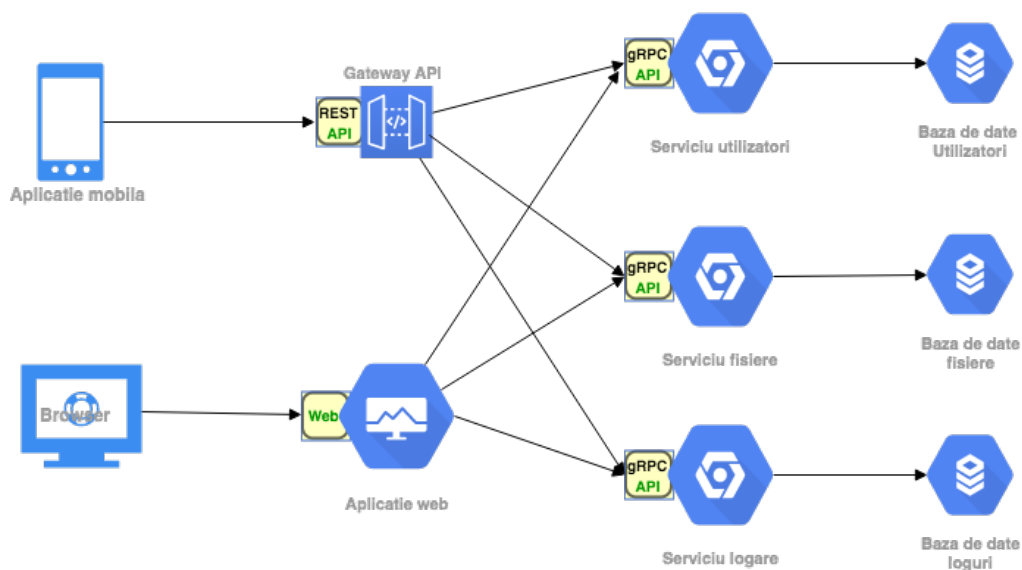 Gateway API
REST
API
Aplicatie mobila
gRPC
API
Serviciu utilizatori
Baza de date
Utilizatori
gRPC
API
Serviciu fisiere
Baza de date
fisiere
Browser
Web
Aplicatie web
gRPC
API
Serviciu logare
Baza de date
loguri